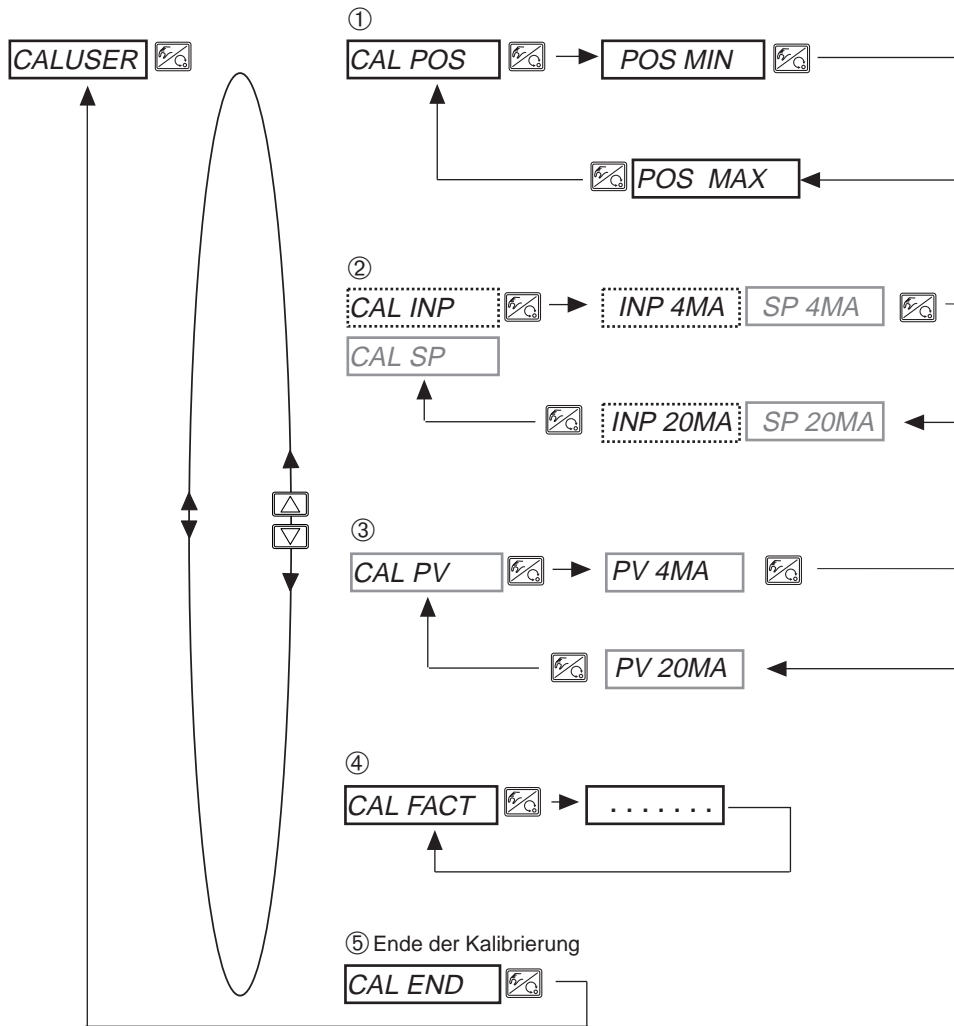 ①
CALUSER
CAL POS
POS MIN
POS MAX
②
CAL INP
INP 4MA
SP 4MA
CAL SP
INP 20MA
SP 20MA
③
CAL PV
PV 4MA
PV 20MA
④
CAL FACT
. . . . . . .
⑤ Ende der Kalibrierung
CAL END